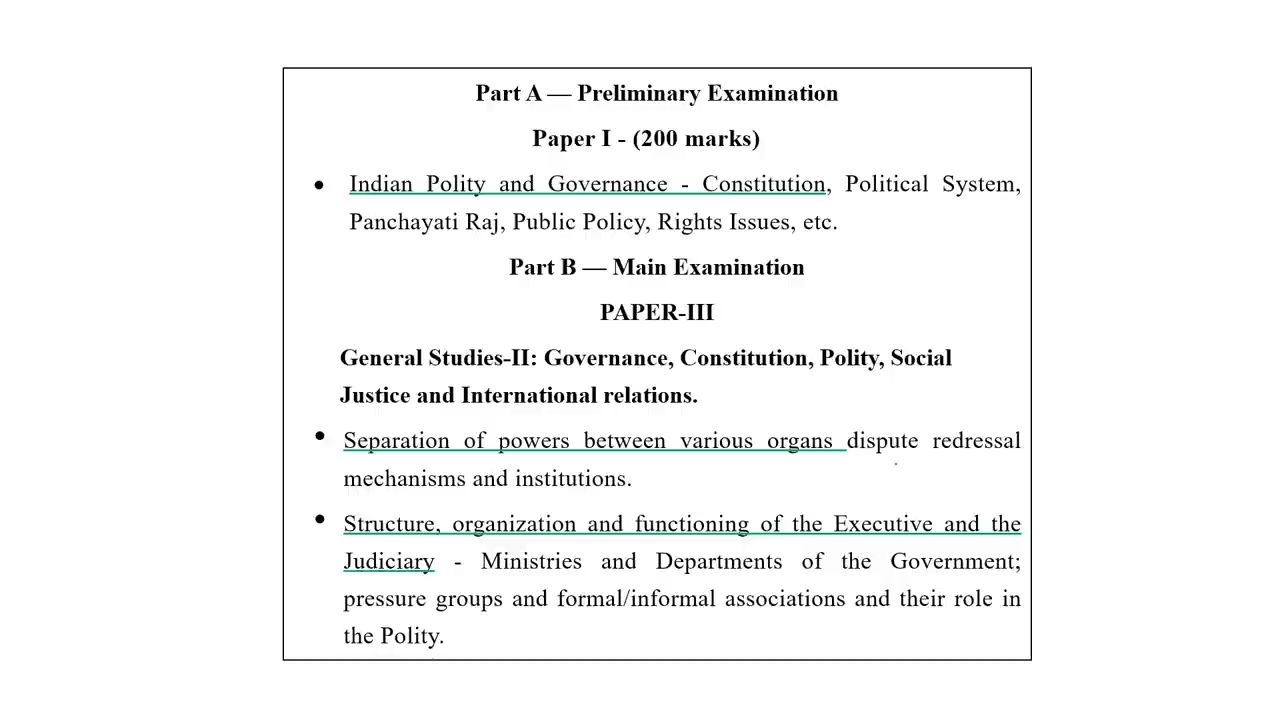 Part A — Preliminary Examination
Paper I - (200 marks)
• Indian Polity and Governance - Constitution, Political System,
Panchayati Raj, Public Policy, Rights Issues, etc.
Part B — Main Examination
PAPER-III
General Studies-II: Governance, Constitution, Polity, Social
Justice and International relations.
• Separation of powers between various organs dispute redressal
mechanisms and institutions.
• Structure, organization and functioning of the Executive and the
Judiciary - Ministries and Departments of the Government;
pressure groups and formal/informal associations and their role in
the Polity.